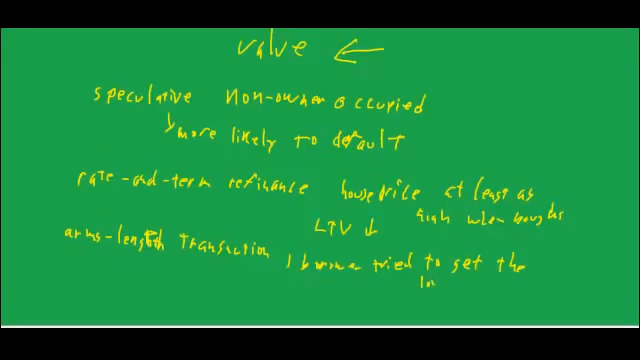 value ←
speculative non-owner occupied
↳ more likely to default
rate-and-term refinance house price at least as
high when bought
LTV ↓
arms-length transaction | borrower tried to get the